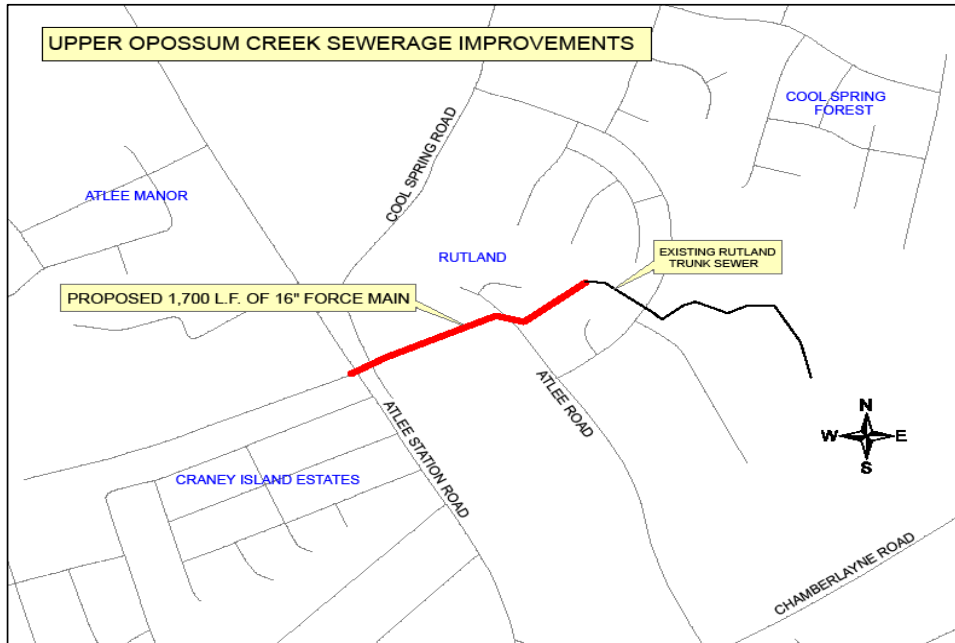 UPPER OPOSSUM CREEK SEWERAGE IMPROVEMENTS
COOL SPRING
FOREST
COOL SPRING ROAD
ATLEE MANOR
RUTLAND
EXISTING RUTLAND
TRUNK SEWER
PROPOSED 1,700 L.F. OF 16" FORCE MAIN
ATLEE ROAD
ATLEE STATION ROAD
N
W E
S
CRANEY ISLAND ESTATES
CHAMBERLAYNE ROAD